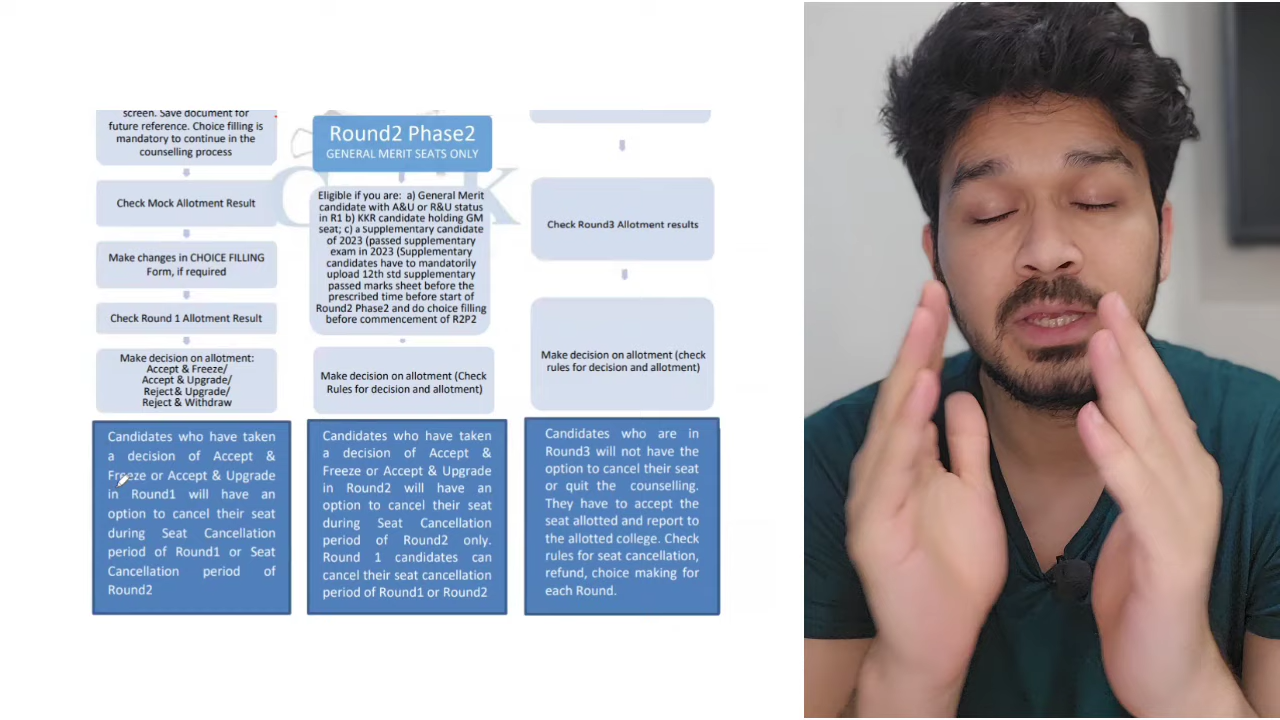 screen. Save document for
future reference. Choice filling is
mandatory to continue in the
counselling process
Check Mock Allotment Result
Make changes in CHOICE FILLING
Form, if required
Check Round 1 Allotment Result
Make decision on allotment:
Accept & Freeze/
Accept & Upgrade/
Reject & Upgrade/
Reject & Withdraw
Candidates who have taken
a decision of Accept &
Freeze or Accept & Upgrade
in Round1 will have an
option to cancel their seat
during Seat Cancellation
period of Round1 or Seat
Cancellation period of
Round2
Round2 Phase2
GENERAL MERIT SEATS ONLY
Eligible if you are: a) General Merit
candidate with A&U or R&U status
in R1 b) KKR candidate holding GM
seat; c) a Supplementary candidate
of 2023 (passed supplementary
exam in 2023 (Supplementary
candidates have to mandatorily
upload 12th std supplementary
passed marks sheet before the
prescribed time before start of
Round2 Phase2 and do choice filling
before commencement of R2P2
Make decision on allotment (Check
Rules for decision and allotment)
Candidates who have taken
a decision of Accept &
Freeze or Accept & Upgrade
in Round2 will have an
option to cancel their seat
during Seat Cancellation
period of Round2 only.
Round 1 candidates can
cancel their seat cancellation
period of Round1 or Round2
Check Round3 Allotment results
Make decision on allotment (check
rules for decision and allotment)
Candidates who are in
Round3 will not have the
option to cancel their seat
or quit the counselling.
They have to accept the
seat allotted and report to
the allotted college. Check
rules for seat cancellation,
refund, choice making for
each Round.